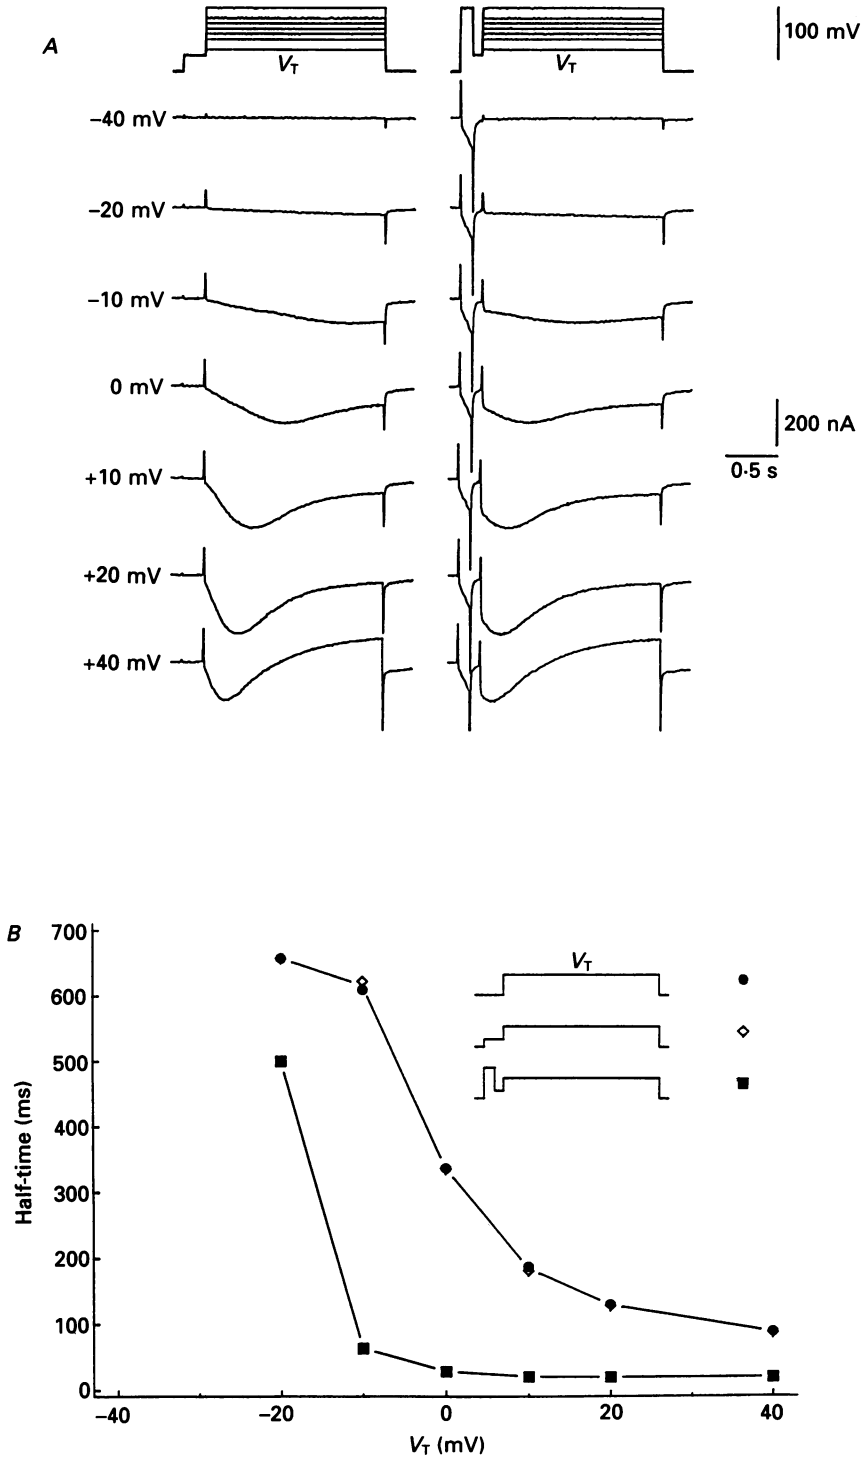 A
V_T
V_T
100 mV
−40 mV
−20 mV
−10 mV
0 mV
+10 mV
+20 mV
+40 mV
200 nA
0·5 s
B
V_T
700
600
500
400
300
200
100
0
Half-time (ms)
−40
−20
0
20
40
V_T (mV)